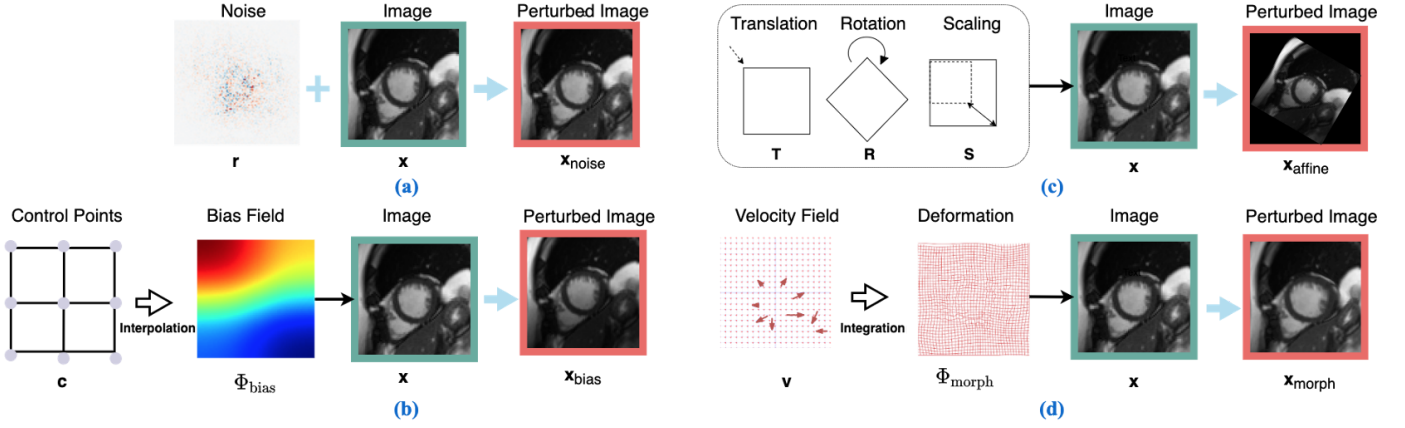 Noise
Image
Perturbed Image
r
x
x_noise
(a)
Translation
Rotation
Scaling
Image
Perturbed Image
T
R
S
x
x_affine
(c)
Control Points
Bias Field
Image
Perturbed Image
Interpolation
c
Φ_bias
x
x_bias
(b)
Velocity Field
Deformation
Image
Perturbed Image
Integration
v
Φ_morph
x
x_morph
(d)